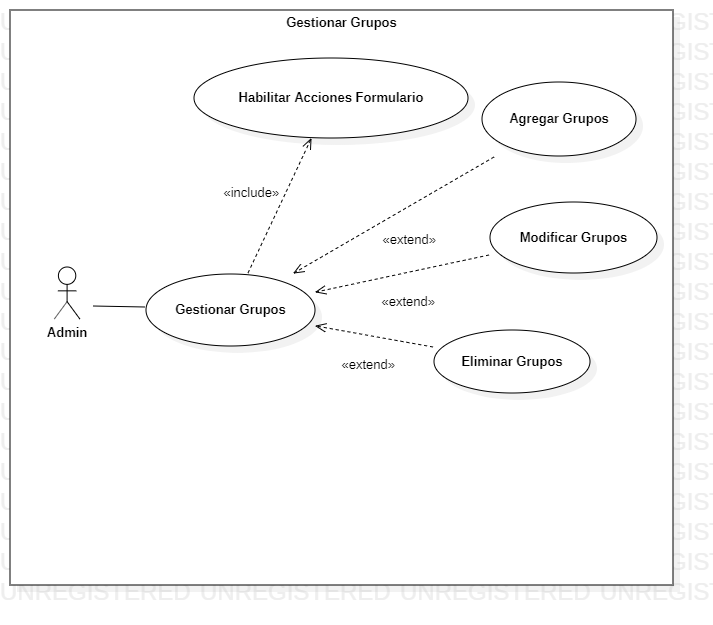 Gestionar Grupos
Habilitar Acciones Formulario
Agregar Grupos
«include»
«extend»
Modificar Grupos
«extend»
Gestionar Grupos
Admin
«extend»
Eliminar Grupos
UNREGISTERED UNREGISTERED UNREGISTERED UNREGIST